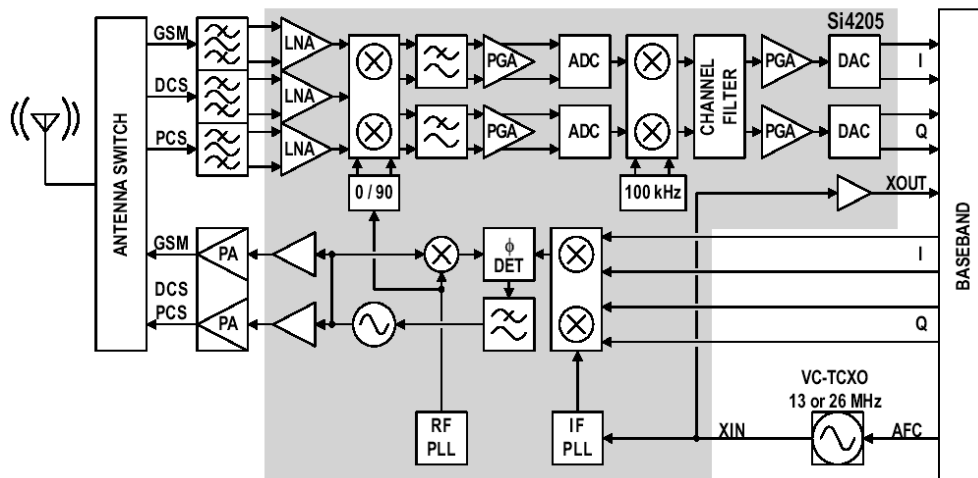 Si4205
ANTENNA SWITCH
GSM
DCS
PCS
LNA
LNA
LNA
0 / 90
PGA
PGA
ADC
ADC
100 kHz
CHANNEL
FILTER
PGA
PGA
DAC
DAC
I
Q
XOUT
BASEBAND
GSM
DCS
PCS
PA
PA
ϕ
DET
I
Q
RF
PLL
IF
PLL
XIN
VC-TCXO
13 or 26 MHz
AFC